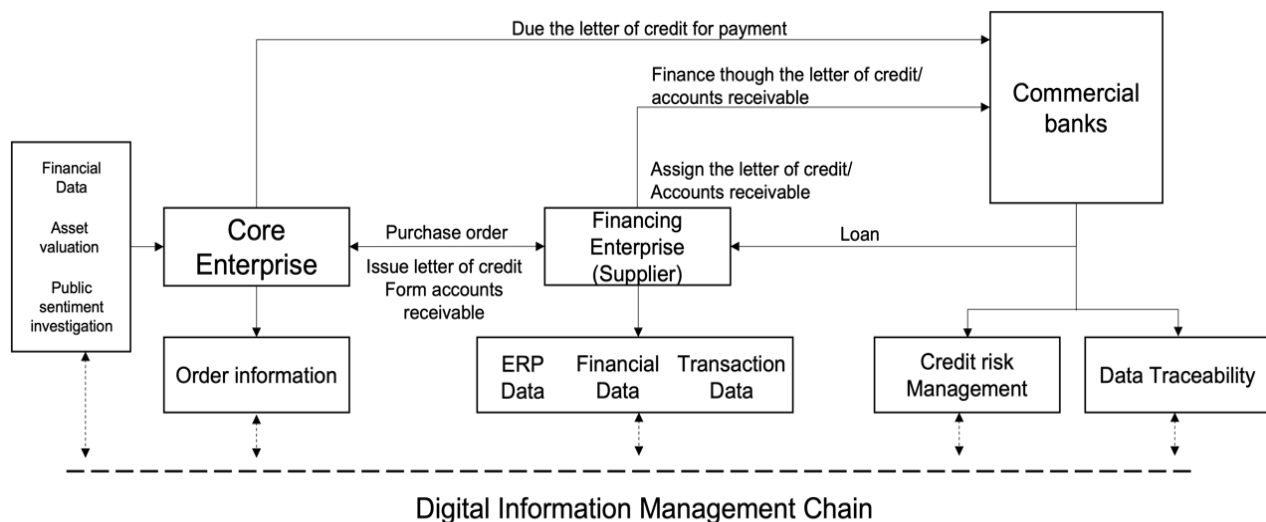 Due the letter of credit for payment
Finance though the letter of credit/
accounts receivable
Commercial
banks
Financial
Data
Asset
valuation
Public
sentiment
investigation
Assign the letter of credit/
Accounts receivable
Core
Enterprise
Purchase order
Issue letter of credit
Form accounts
receivable
Financing
Enterprise
(Supplier)
Loan
Order information
ERP
Data
Financial
Data
Transaction
Data
Credit risk
Management
Data Traceability
Digital Information Management Chain